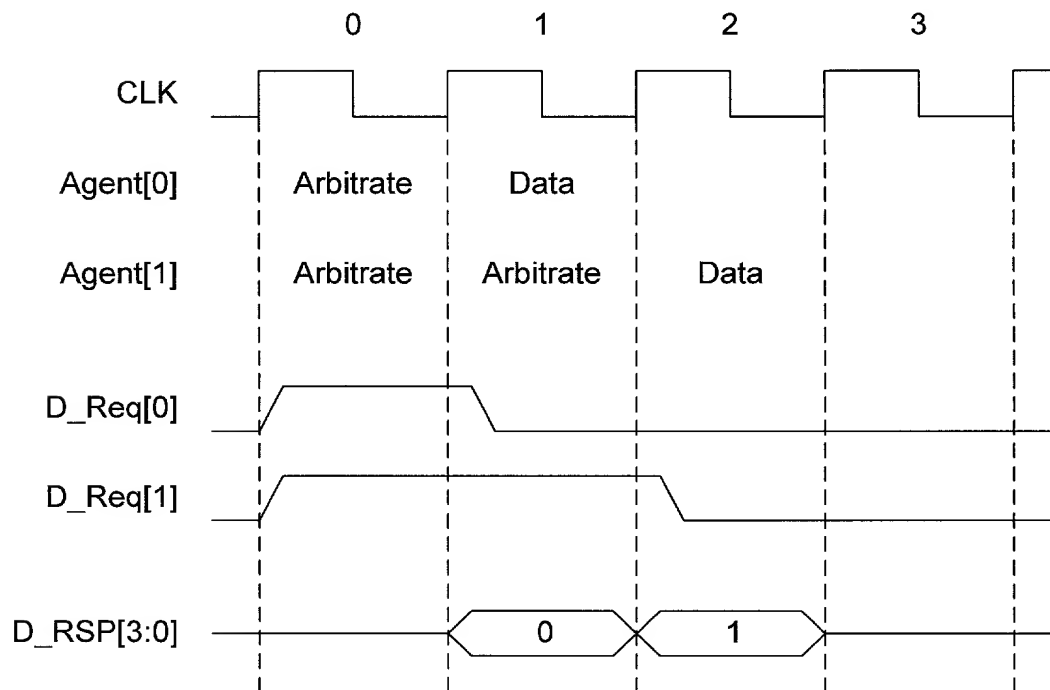 0 1 2 3
CLK
Agent[0] Arbitrate Data
Agent[1] Arbitrate Arbitrate Data
D_Req[0]
D_Req[1]
D_RSP[3:0] 0 1